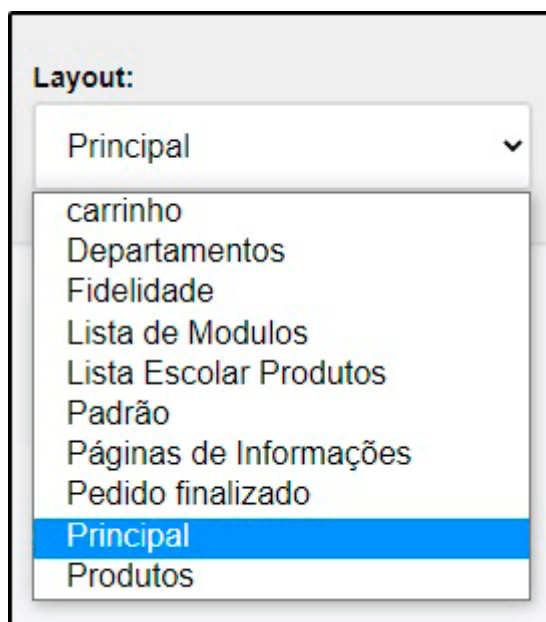 Layout:
Principal
carrinho
Departamentos
Fidelidade
Lista de Modulos
Lista Escolar Produtos
Padrão
Páginas de Informações
Pedido finalizado
Principal
Produtos